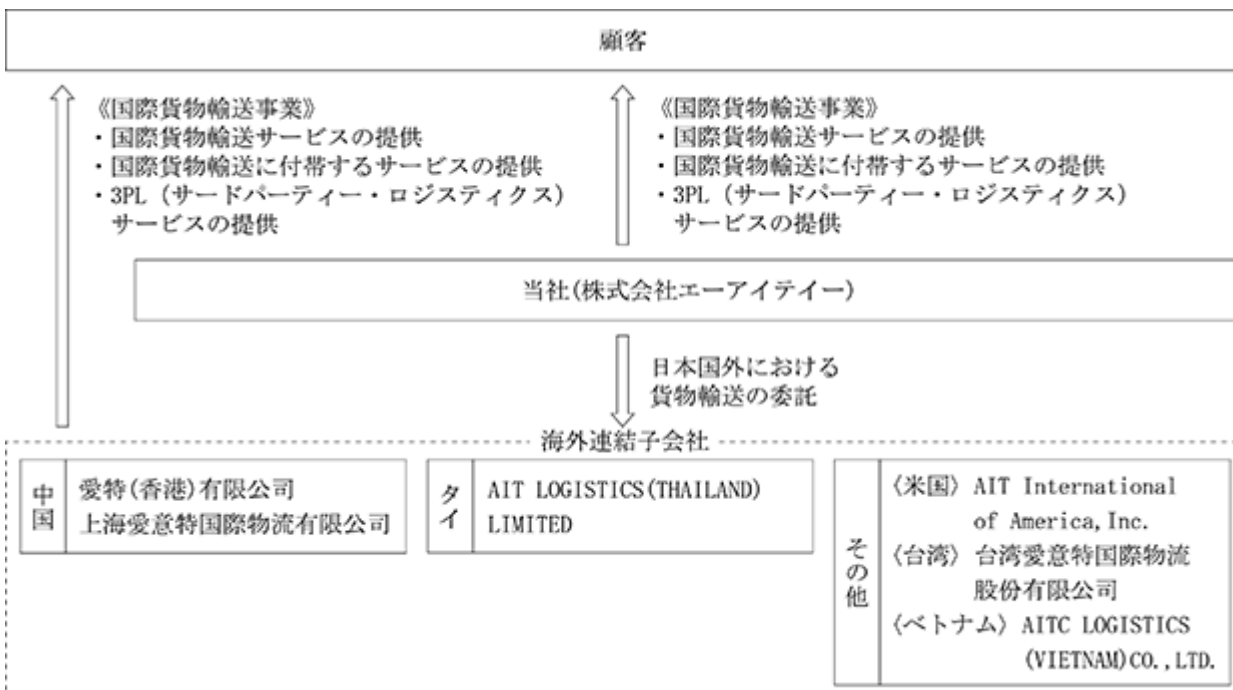 顧客
《国際貨物輸送事業》
・国際貨物輸送サービスの提供
・国際貨物輸送に付帯するサービスの提供
・3PL（サードパーティー・ロジスティクス）
サービスの提供
《国際貨物輸送事業》
・国際貨物輸送サービスの提供
・国際貨物輸送に付帯するサービスの提供
・3PL（サードパーティー・ロジスティクス）
サービスの提供
当社(株式会社エーアイテイー)
日本国外における
貨物輸送の委託
海外連結子会社
中国
愛特(香港)有限公司
上海愛意特国際物流有限公司
タイ
AIT LOGISTICS(THAILAND)
LIMITED
その他
〈米国〉AIT International
of America,Inc.
〈台湾〉台湾愛意特国際物流
股份有限公司
〈ベトナム〉AITC LOGISTICS
(VIETNAM)CO.,LTD.